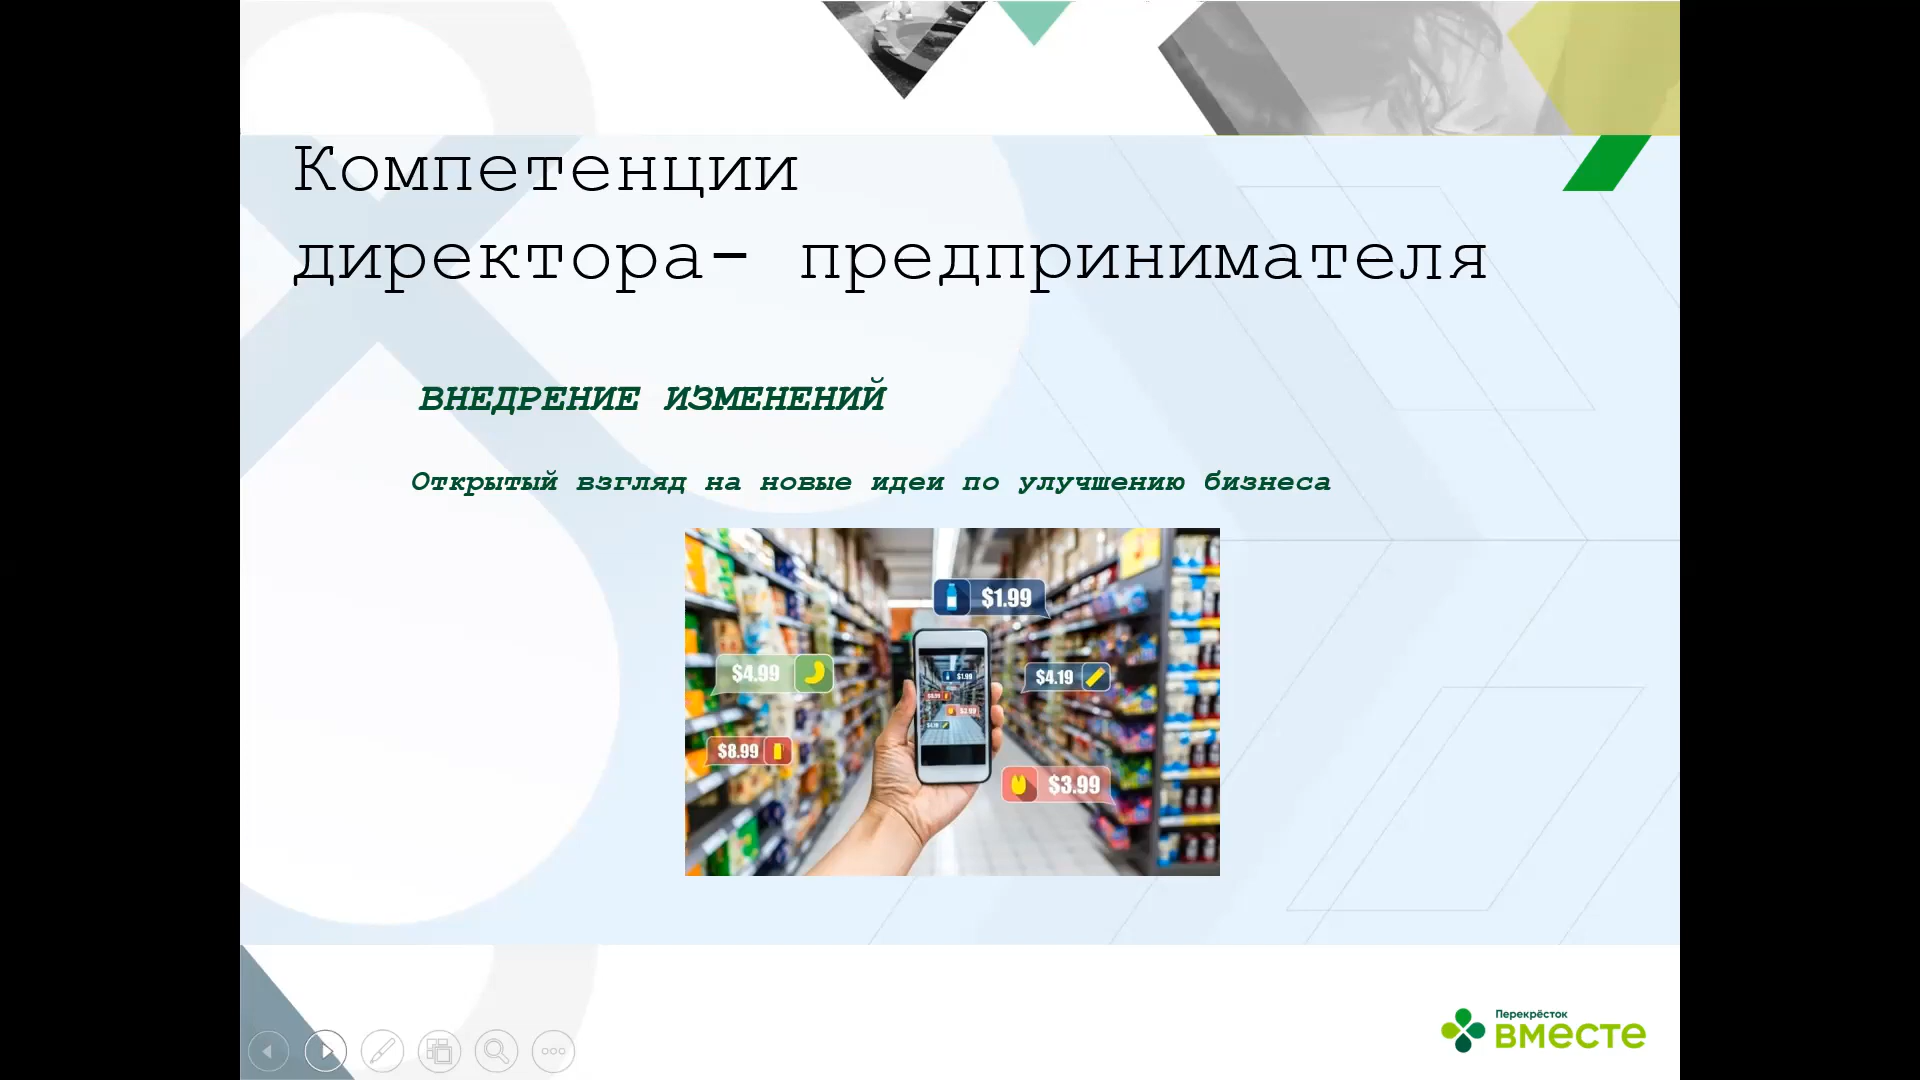 Компетенции
директора- предпринимателя
ВНЕДРЕНИЕ ИЗМЕНЕНИЙ
Открытый взгляд на новые идеи по улучшению бизнеса
$1.99
$4.99
$4.19
$8.99
$3.99
Перекрёсток
вместе